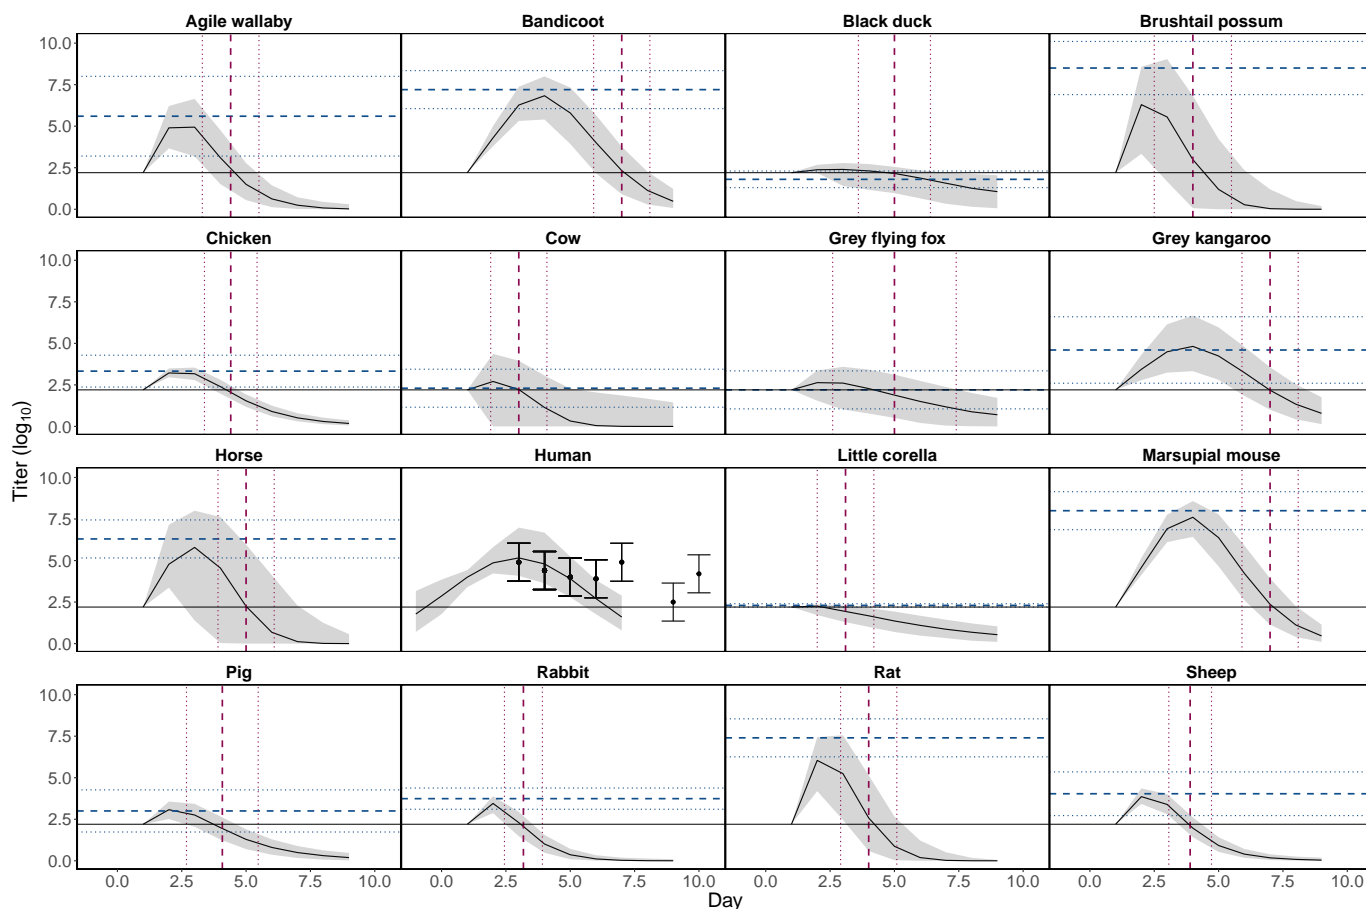 Agile wallaby Bandicoot Black duck Brushtail possum
10.0
7.5
5.0
2.5
0.0
Chicken Cow Grey flying fox Grey kangaroo
10.0
7.5
5.0
2.5
0.0
Titer (log10)
Horse Human Little corella Marsupial mouse
10.0
7.5
5.0
2.5
0.0
Pig Rabbit Rat Sheep
10.0
7.5
5.0
2.5
0.0
0.0 2.5 5.0 7.5 10.0 0.0 2.5 5.0 7.5 10.0 0.0 2.5 5.0 7.5 10.0 0.0 2.5 5.0 7.5 10.0
Day